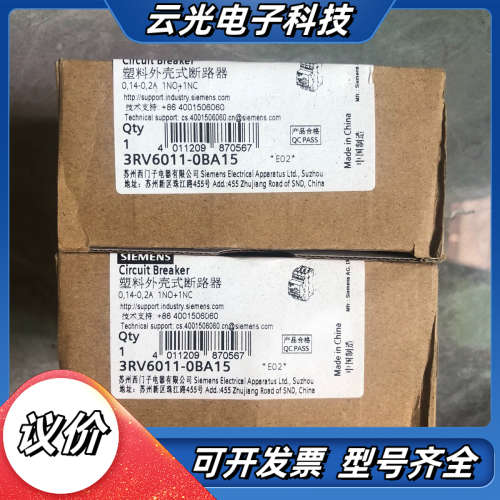 云光电子科技
Circuit Breaker
塑料外壳式断路器
0,14-0,2A 1NO+1NC
http://support.industry.siemens.com
技术支持: +86 4001506060
Technical support: cs.4001506060.cn@siemens.com
Qty
1
4 011209 870567
产品合格
QC PASS
3RV6011-0BA15
"E02"
苏州西门子电器有限公司 Siemens Electrical Apparatus Ltd., Suzhou
地址: 苏州新区珠江路455号 Add.:455 Zhujiang Road of SND, China
Made in China
中国制造
SIEMENS
Circuit Breaker
塑料外壳式断路器
0,14-0,2A 1NO+1NC
http://support.industry.siemens.com
技术支持: +86 4001506060
Technical support: cs.4001506060.cn@siemens.com
Qty
1
4 011209 870567
产品合格
QC PASS
3RV6011-0BA15
"E02"
苏州西门子电器有限公司 Siemens Electrical Apparatus Ltd., Suzhou
地址: 苏州新区珠江路455号 Add.:455 Zhujiang Road of SND, China
Made in China
中国制造
议价
可开发票 型号齐全